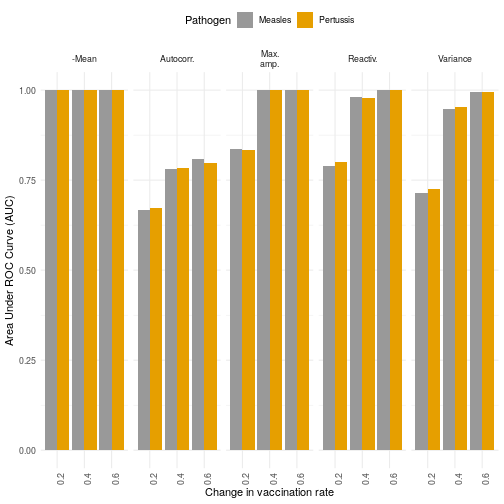 Pathogen Measles Pertussis
-Mean Autocorr. Max. amp. Reactiv. Variance
1.00
0.75
0.50
0.25
0.00
Area Under ROC Curve (AUC)
0.2 0.4 0.6 0.2 0.4 0.6 0.2 0.4 0.6 0.2 0.4 0.6 0.2 0.4 0.6
Change in vaccination rate